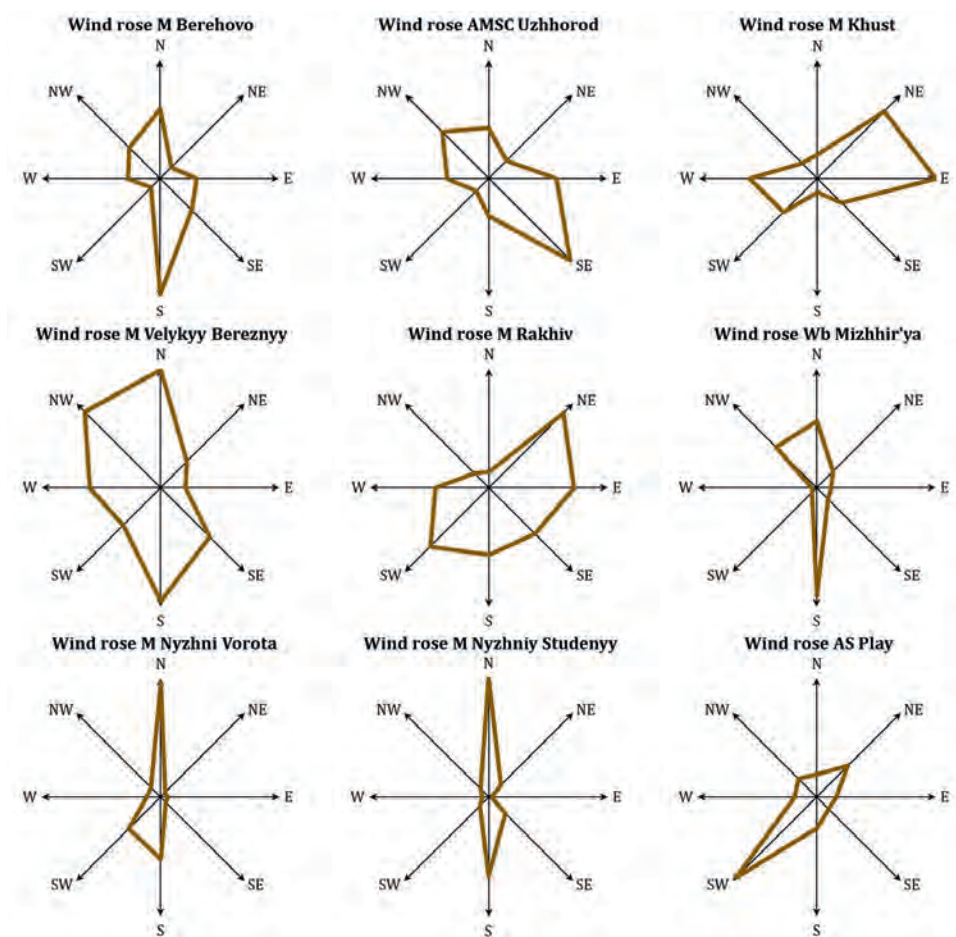 Wind rose M Berehovo
N
NW
NE
W
E
SW
SE
S
Wind rose AMSC Uzhhorod
N
NW
NE
W
E
SW
SE
S
Wind rose M Khust
N
NW
NE
W
E
SW
SE
S
Wind rose M Velykyy Bereznyy
N
NW
NE
W
E
SW
SE
S
Wind rose M Rakhiv
N
NW
NE
W
E
SW
SE
S
Wind rose Wb Mizhhir'ya
N
NW
NE
W
E
SW
SE
S
Wind rose M Nyzhni Vorota
N
NW
NE
W
E
SW
SE
S
Wind rose M Nyzhniy Studenyy
N
NW
NE
W
E
SW
SE
S
Wind rose AS Play
N
NW
NE
W
E
SW
SE
S